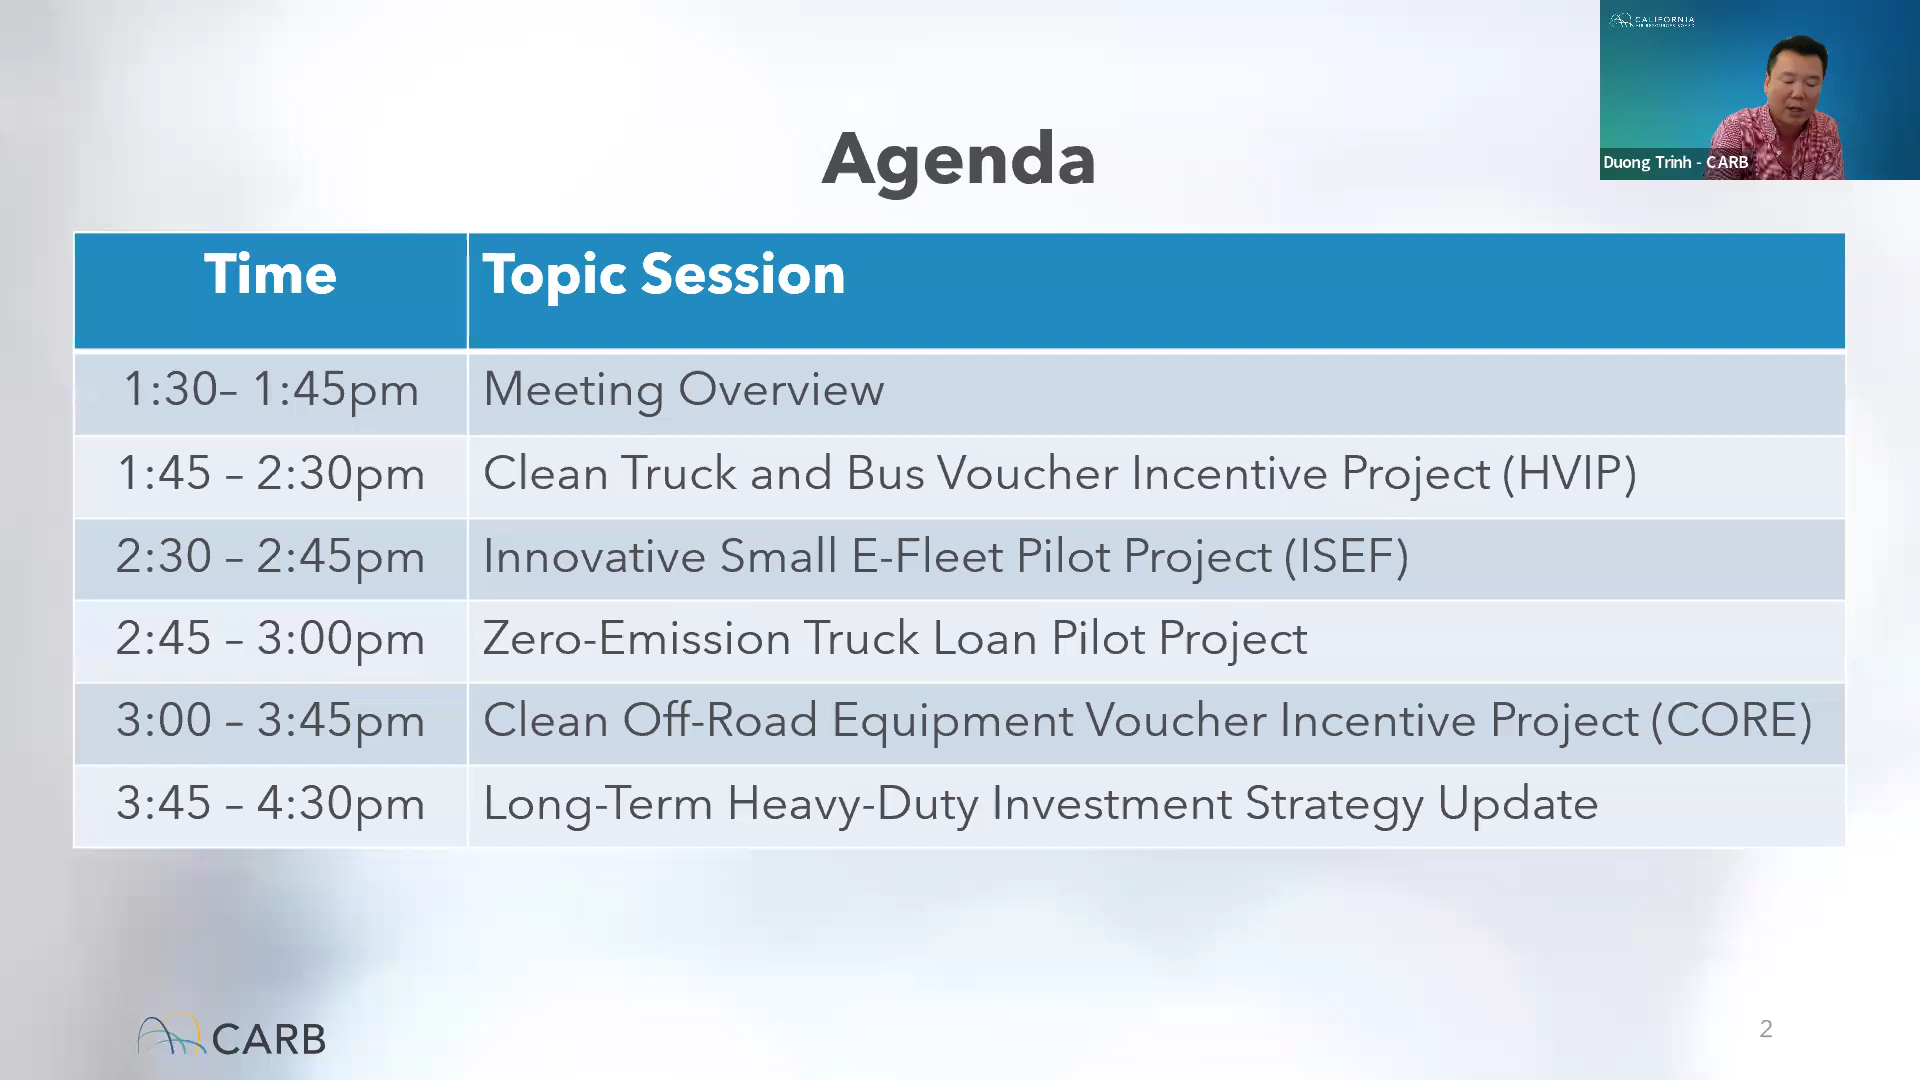 CALIFORNIA
AIR RESOURCES BOARD
Duong Trinh - CARB
Agenda
Time Topic Session
1:30– 1:45pm Meeting Overview
1:45 – 2:30pm Clean Truck and Bus Voucher Incentive Project (HVIP)
2:30 – 2:45pm Innovative Small E-Fleet Pilot Project (ISEF)
2:45 – 3:00pm Zero-Emission Truck Loan Pilot Project
3:00 – 3:45pm Clean Off-Road Equipment Voucher Incentive Project (CORE)
3:45 – 4:30pm Long-Term Heavy-Duty Investment Strategy Update
CARB
2